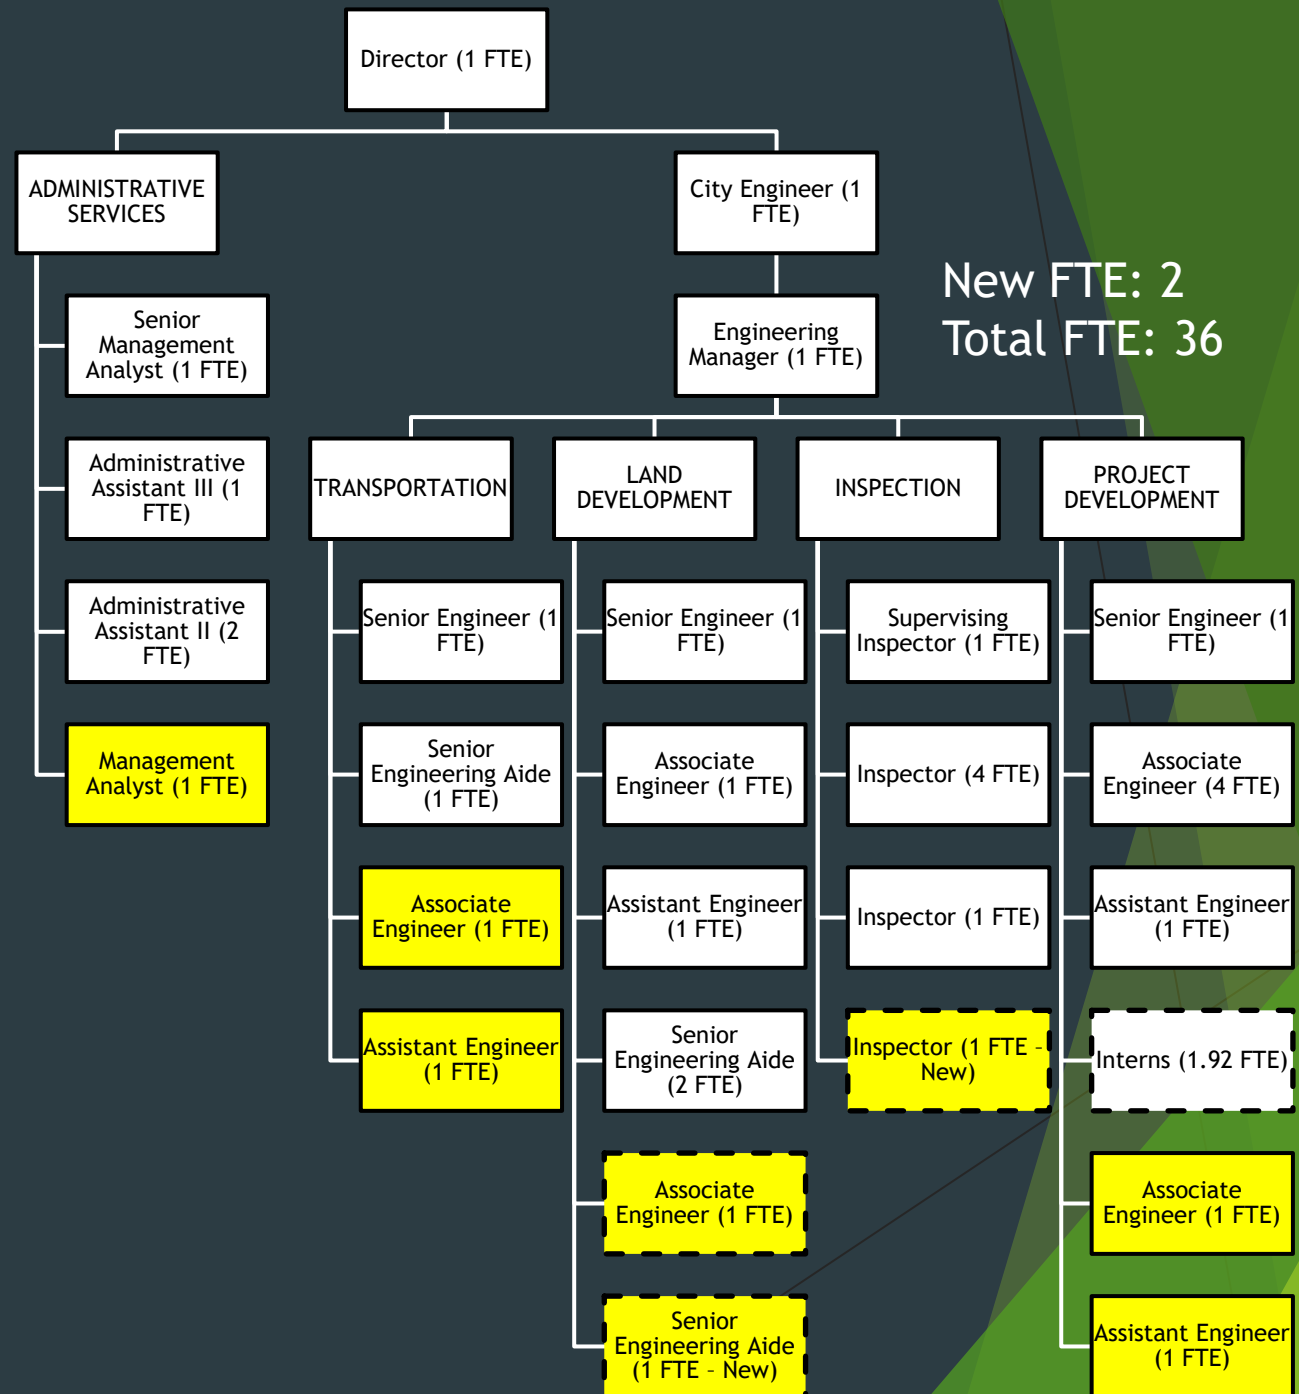 Director (1 FTE)
ADMINISTRATIVE
SERVICES
Senior
Management
Analyst (1 FTE)
Administrative
Assistant III (1
FTE)
Administrative
Assistant II (2
FTE)
Management
Analyst (1 FTE)
City Engineer (1
FTE)
Engineering
Manager (1 FTE)
New FTE: 2
Total FTE: 36
TRANSPORTATION
Senior Engineer (1
FTE)
Senior
Engineering Aide
(1 FTE)
Associate
Engineer (1 FTE)
Assistant Engineer
(1 FTE)
LAND
DEVELOPMENT
Senior Engineer (1
FTE)
Associate
Engineer (1 FTE)
Assistant Engineer
(1 FTE)
Senior
Engineering Aide
(2 FTE)
Associate
Engineer (1 FTE)
Senior
Engineering Aide
(1 FTE – New)
INSPECTION
Supervising
Inspector (1 FTE)
Inspector (4 FTE)
Inspector (1 FTE)
Inspector (1 FTE –
New)
PROJECT
DEVELOPMENT
Senior Engineer (1
FTE)
Associate
Engineer (4 FTE)
Assistant Engineer
(1 FTE)
Interns (1.92 FTE)
Associate
Engineer (1 FTE)
Assistant Engineer
(1 FTE)